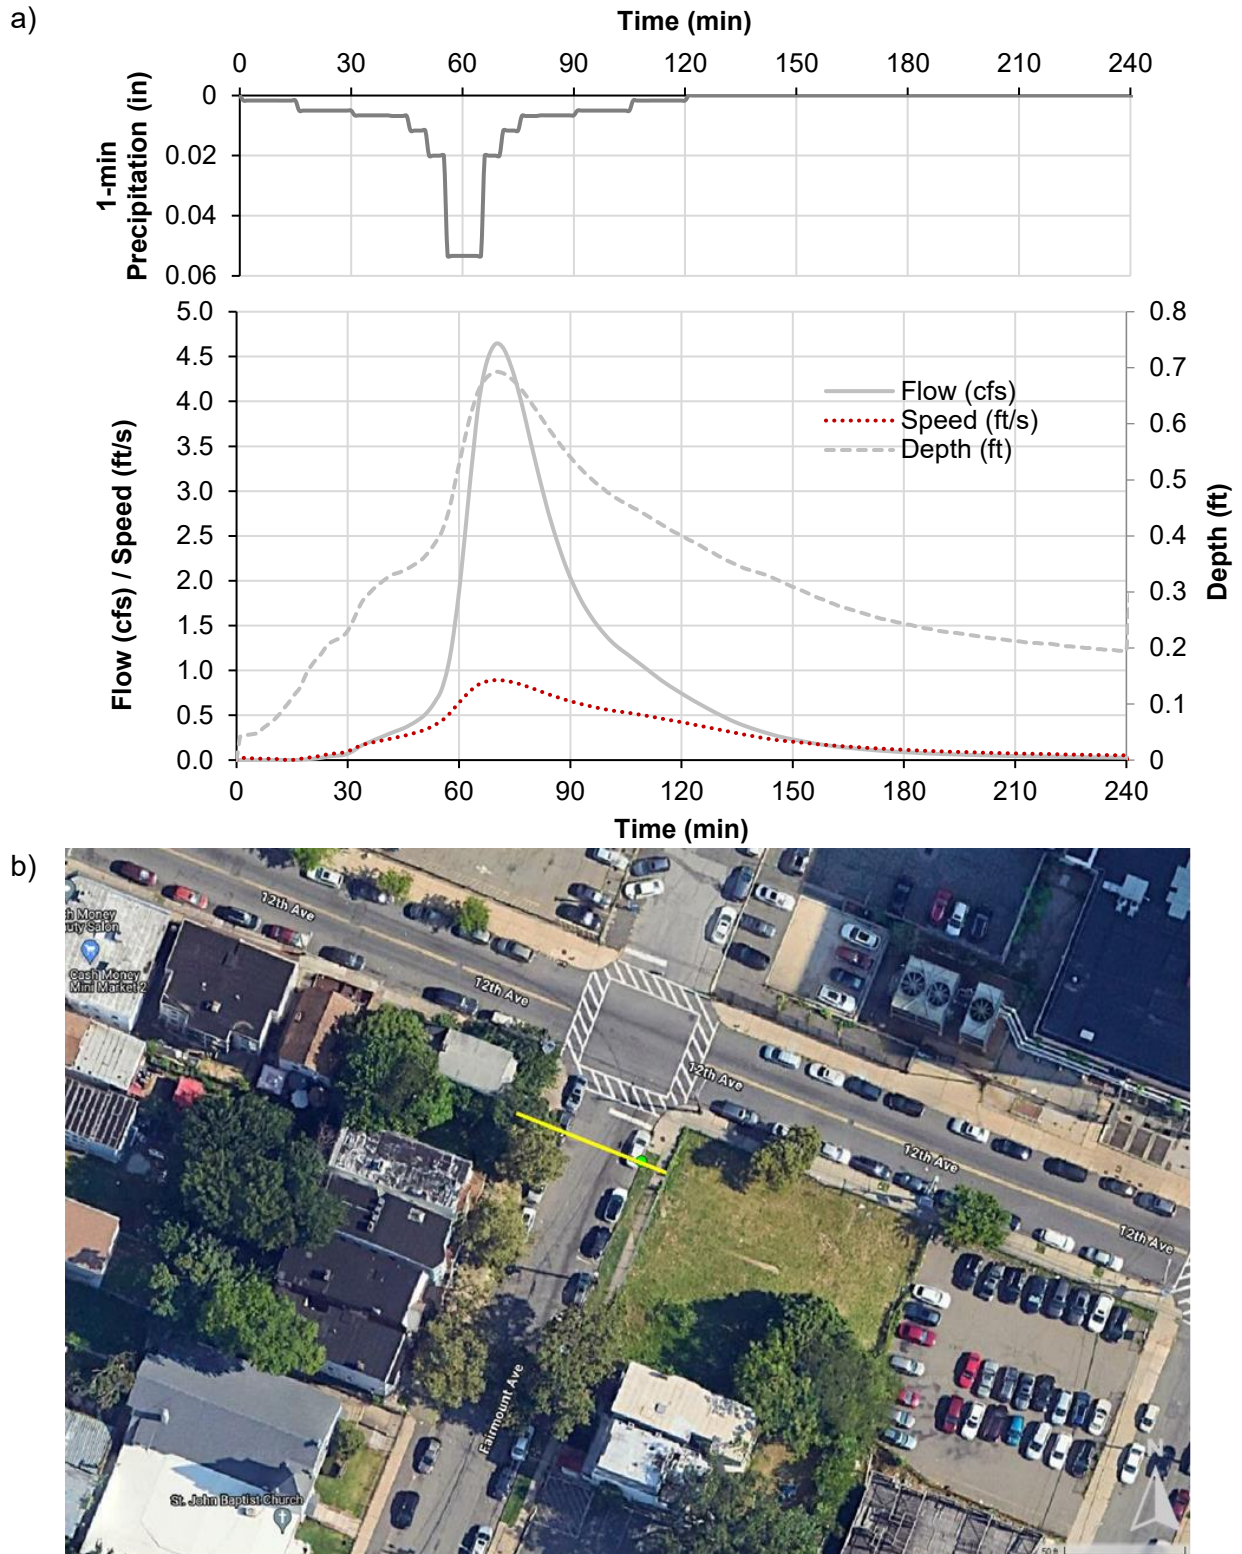 a)
Time (min)
0 30 60 90 120 150 180 210 240
1-min
Precipitation (in)
0
0.02
0.04
0.06
Flow (cfs) / Speed (ft/s)
5.0
4.5
4.0
3.5
3.0
2.5
2.0
1.5
1.0
0.5
0.0
Flow (cfs)
Speed (ft/s)
Depth (ft)
0.8
0.7
0.6
0.5
0.4
0.3
0.2
0.1
0
Depth (ft)
0 30 60 90 120 150 180 210 240
Time (min)
b)
12th Ave
h Money
uty Salon
Cash Money
Mini Market 2
12th Ave
12th Ave
12th Ave
12th Ave
Fairmount Ave
St. John Baptist Church
N
50 ft